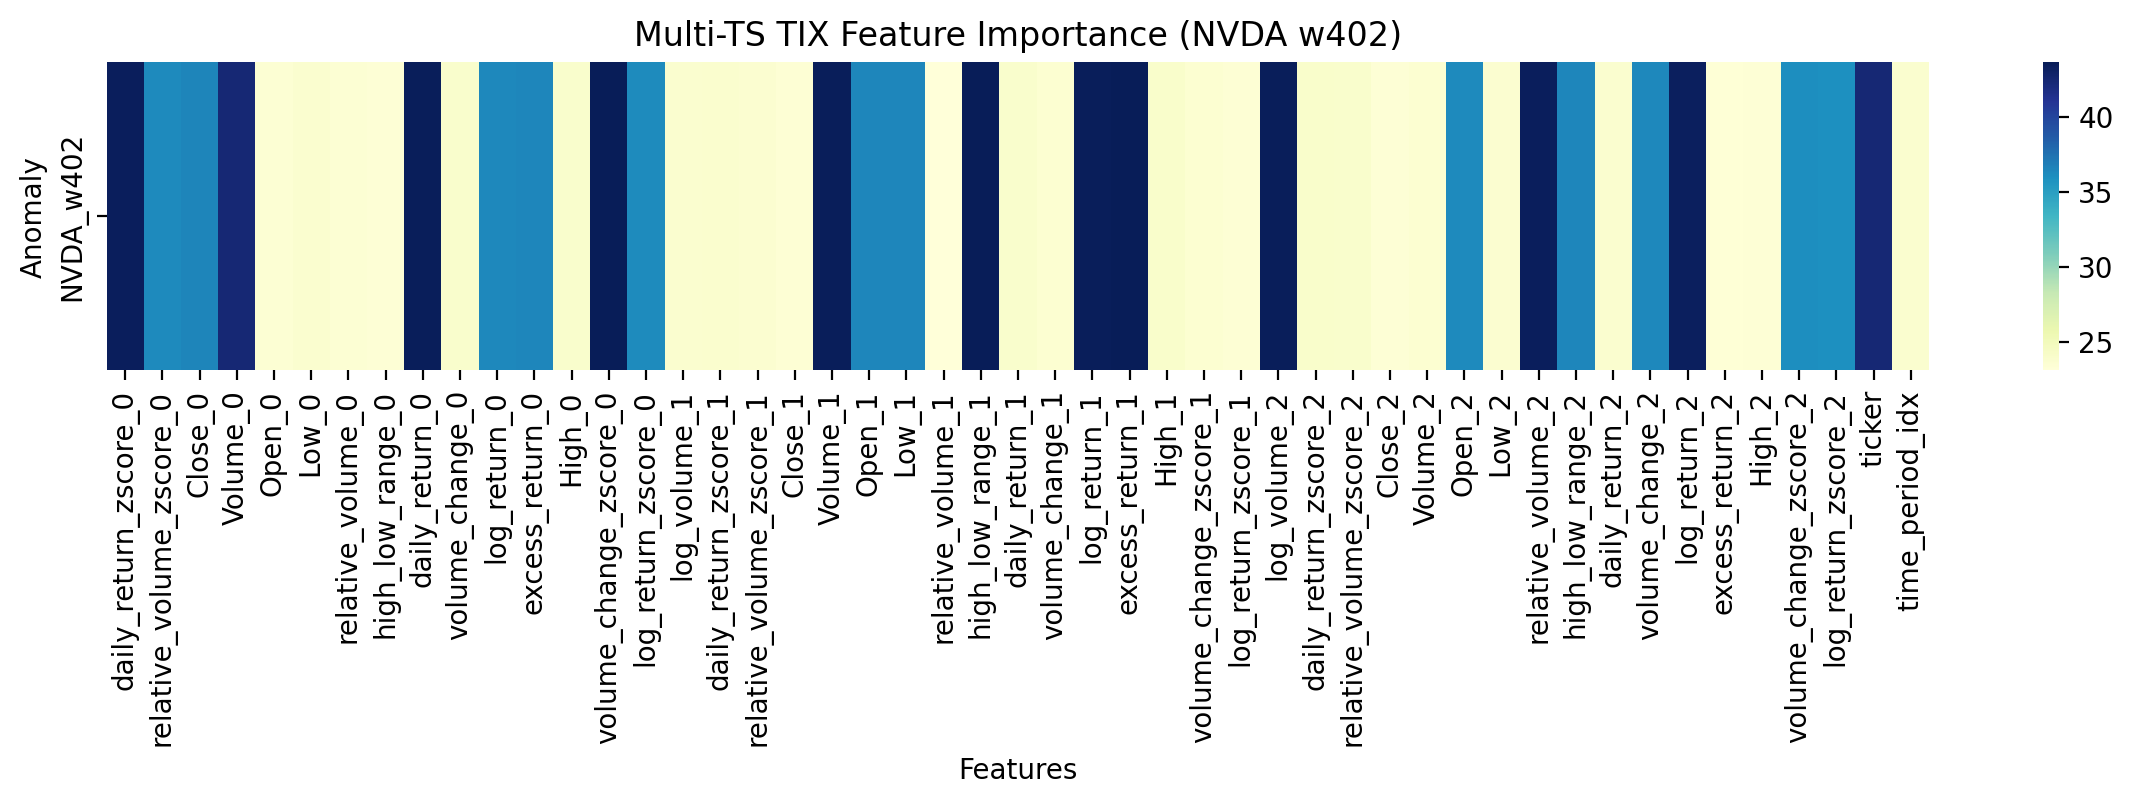 Multi-TS TIX Feature Importance (NVDA w402)
Anomaly
NVDA_w402
40
35
30
25
daily_return_zscore_0
relative_volume_zscore_0
Close_0
Volume_0
Open_0
Low_0
relative_volume_0
high_low_range_0
daily_return_0
volume_change_0
log_return_0
excess_return_0
High_0
volume_change_zscore_0
log_return_zscore_0
log_volume_1
daily_return_zscore_1
relative_volume_zscore_1
Close_1
Volume_1
Open_1
Low_1
relative_volume_1
high_low_range_1
daily_return_1
volume_change_1
log_return_1
excess_return_1
High_1
volume_change_zscore_1
log_return_zscore_1
log_volume_2
daily_return_zscore_2
relative_volume_zscore_2
Close_2
Volume_2
Open_2
Low_2
relative_volume_2
high_low_range_2
daily_return_2
volume_change_2
log_return_2
excess_return_2
High_2
volume_change_zscore_2
log_return_zscore_2
ticker
time_period_idx
Features